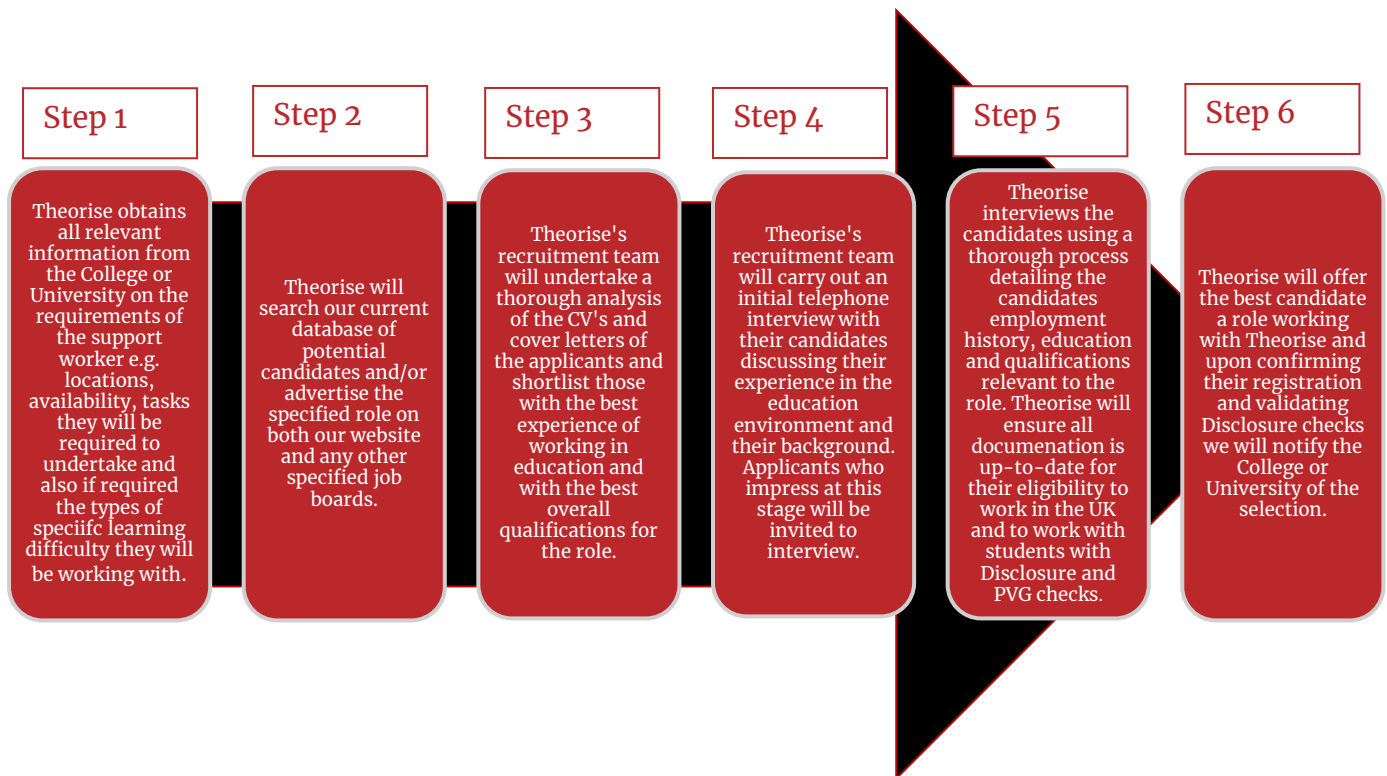 Step 1
Theorise obtains
all relevant
information from
the College or
University on the
requirements of
the support
worker e.g.
locations,
availability, tasks
they will be
required to
undertake and
also if required
the types of
speciifc learning
difficulty they will
be working with.
Step 2
Theorise will
search our current
database of
potential
candidates and/or
advertise the
specified role on
both our website
and any other
specified job
boards.
Step 3
Theorise's
recruitment team
will undertake a
thorough analysis
of the CV's and
cover letters of
the applicants and
shortlist those
with the best
experience of
working in
education and
with the best
overall
qualifications for
the role.
Step 4
Theorise's
recruitment team
will carry out an
initial telephone
interview with
their candidates
discussing their
experience in the
education
environment and
their background.
Applicants who
impress at this
stage will be
invited to
interview.
Step 5
Theorise
interviews the
candidates using a
thorough process
detailing the
candidates
employment
history, education
and qualifications
relevant to the
role. Theorise will
ensure all
documenation is
up-to-date for
their eligibility to
work in the UK
and to work with
students with
Disclosure and
PVG checks.
Step 6
Theorise will offer
the best candidate
a role working
with Theorise and
upon confirming
their registration
and validating
Disclosure checks
we will notify the
College or
University of the
selection.